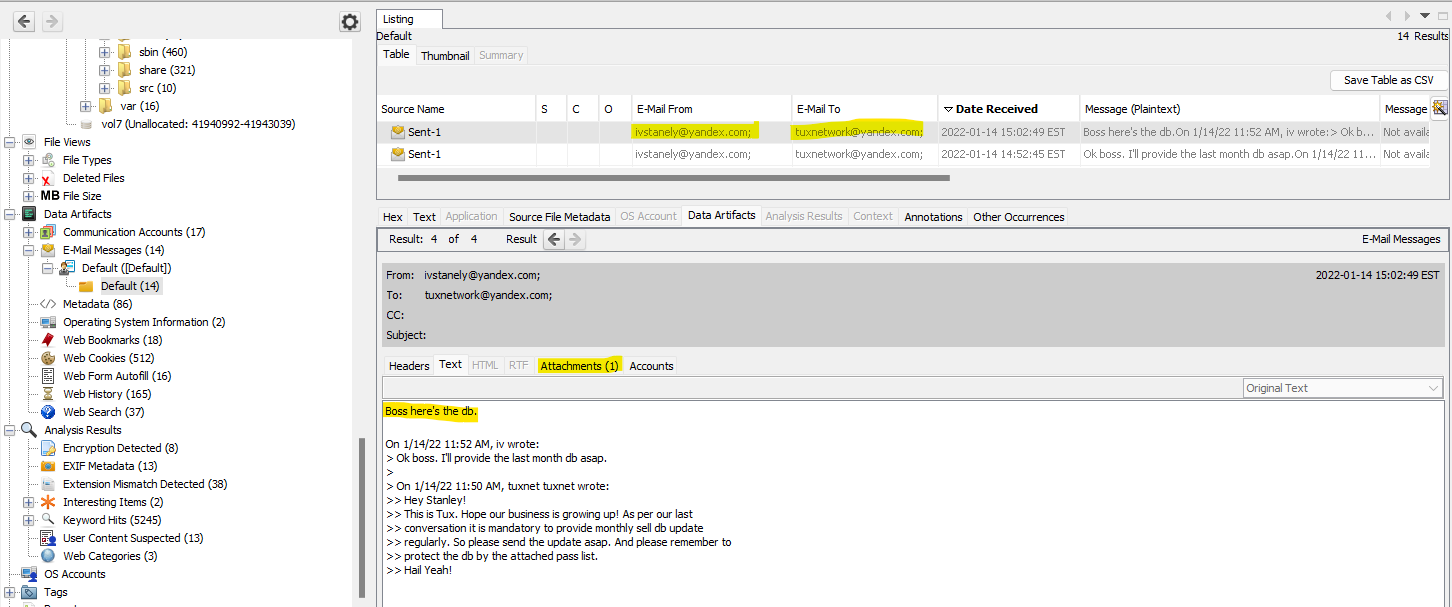 Listing
Default
14 Results
Table Thumbnail Summary
Save Table as CSV
Source Name S C O E-Mail From E-Mail To Date Received Message (Plaintext) Message
Sent-1 ivstanely@yandex.com; tuxnetwork@yandex.com; 2022-01-14 15:02:49 EST Boss here's the db.On 1/14/22 11:52 AM, iv wrote:> Ok b... Not availa
Sent-1 ivstanely@yandex.com; tuxnetwork@yandex.com; 2022-01-14 14:52:45 EST Ok boss. I'll provide the last month db asap.On 1/14/22 11... Not availa
sbin (460)
share (321)
src (10)
var (16)
vol7 (Unallocated: 41940992-41943039)
File Views
File Types
Deleted Files
MB File Size
Data Artifacts
Communication Accounts (17)
E-Mail Messages (14)
Default ([Default])
Default (14)
Metadata (86)
Operating System Information (2)
Web Bookmarks (18)
Web Cookies (512)
Web Form Autofill (16)
Web History (165)
Web Search (37)
Analysis Results
Encryption Detected (8)
EXIF Metadata (13)
Extension Mismatch Detected (38)
Interesting Items (2)
Keyword Hits (5245)
User Content Suspected (13)
Web Categories (3)
OS Accounts
Tags
Hex Text Application Source File Metadata OS Account Data Artifacts Analysis Results Context Annotations Other Occurrences
Result: 4 of 4 Result E-Mail Messages
From: ivstanely@yandex.com; 2022-01-14 15:02:49 EST
To: tuxnetwork@yandex.com;
CC:
Subject:
Headers Text HTML RTF Attachments (1) Accounts
Original Text
Boss here's the db.
On 1/14/22 11:52 AM, iv wrote:
> Ok boss. I'll provide the last month db asap.
>
> On 1/14/22 11:50 AM, tuxnet tuxnet wrote:
>> Hey Stanley!
>> This is Tux. Hope our business is growing up! As per our last
>> conversation it is mandatory to provide monthly sell db update
>> regularly. So please send the update asap. And please remember to
>> protect the db by the attached pass list.
>> Hail Yeah!